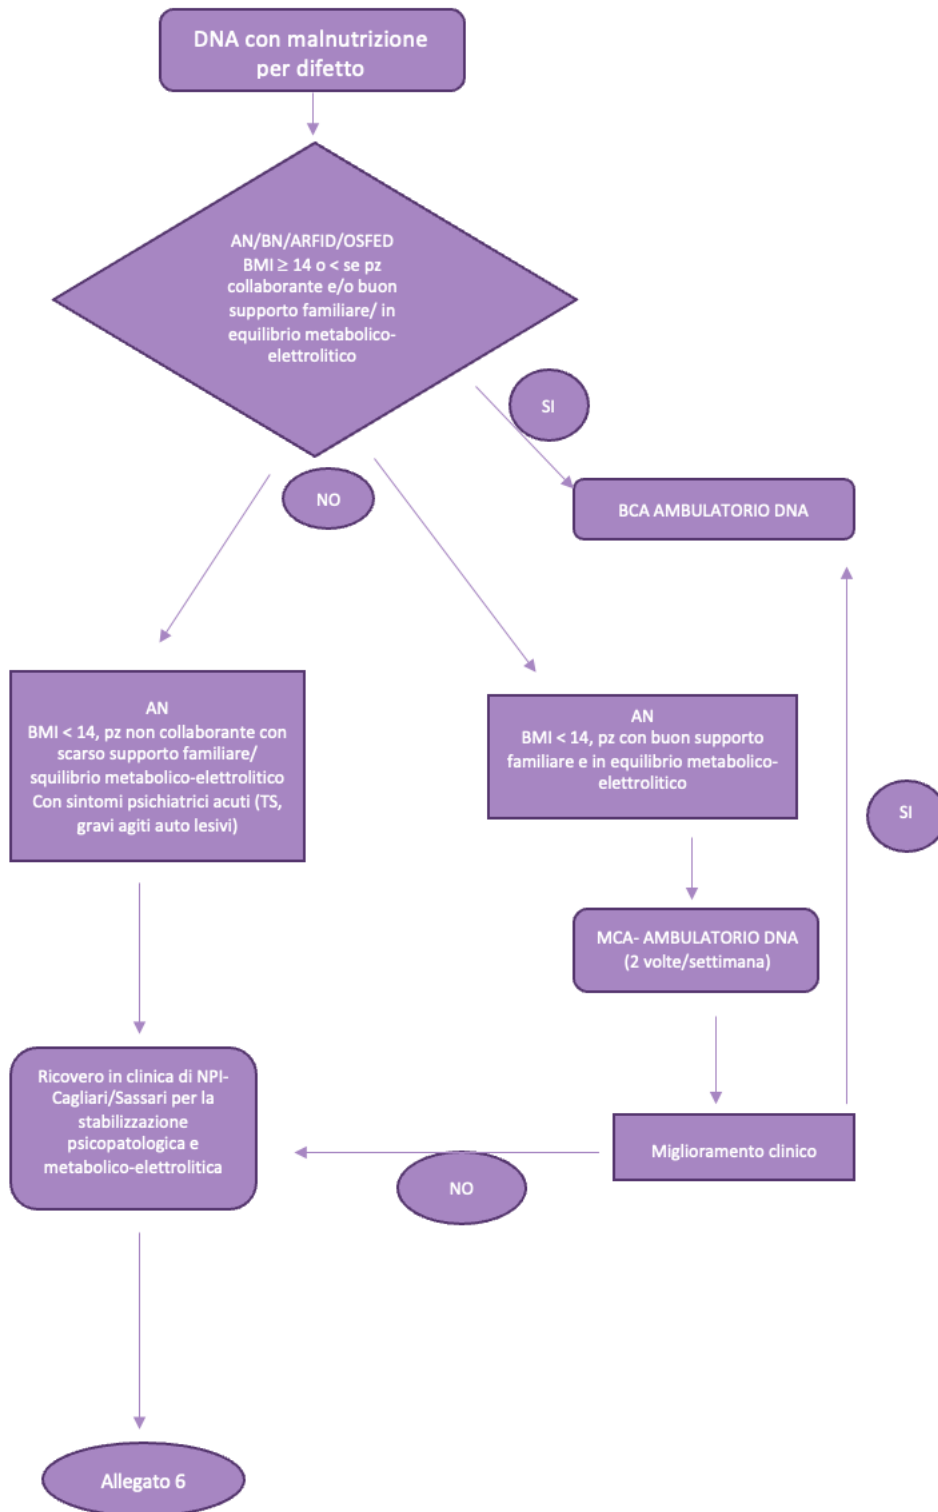 DNA con malnutrizione
per difetto
AN/BN/ARFID/OSFED
BMI ≥ 14 o < se pz
collaborante e/o buon
supporto familiare/ in
equilibrio metabolico-
elettrolitico
SI
NO
BCA AMBULATORIO DNA
AN
BMI < 14, pz non collaborante con
scarso supporto familiare/
squilibrio metabolico-elettrolitico
Con sintomi psichiatrici acuti (TS,
gravi agiti auto lesivi)
AN
BMI < 14, pz con buon supporto
familiare e in equilibrio metabolico-
elettrolitico
SI
MCA- AMBULATORIO DNA
(2 volte/settimana)
Ricovero in clinica di NPI-
Cagliari/Sassari per la
stabilizzazione
psicopatologica e
metabolico-elettrolitica
Miglioramento clinico
NO
Allegato 6